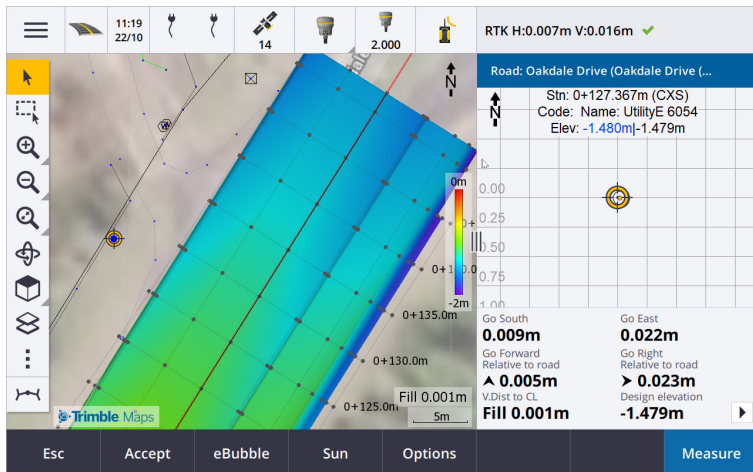 11:19
22/10
14
2.000
RTK H:0.007m V:0.016m
Road: Oakdale Drive (Oakdale Drive (...
N
Stn: 0+127.367m (CXS)
Code:  Name: UtilityE 6054
Elev: -1.480m|-1.479m
N
0m
-2m
0.00
0.25
0.50
0.75
1.00
0+135.0m
0+130.0m
0+125.0m
Fill 0.001m
5m
Trimble Maps
Go South
0.009m
Go East
0.022m
Go Forward
Relative to road
0.005m
Go Right
Relative to road
0.023m
V.Dist to CL
Fill 0.001m
Design elevation
-1.479m
Esc
Accept
eBubble
Sun
Options
Measure